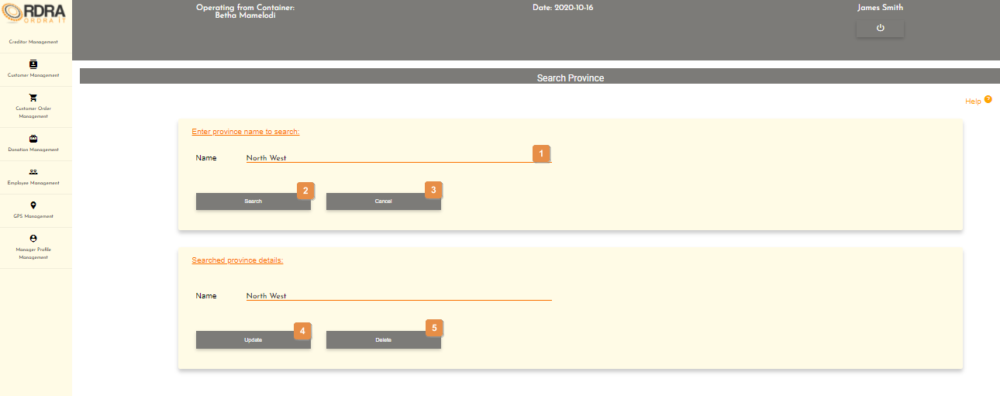 RDRA
ORDRA IT
Operating from Container:
Betha Mamelodi
Date: 2020-10-16
James Smith
Creditor Management
Customer Management
Customer Order
Management
Donation Management
Employee Management
GPS Management
Manager Profile
Management
Search Province
Help ?
Enter province name to search:
Name North West 1
Search 2 Cancel 3
Searched province details:
Name North West
Update 4 Delete 5